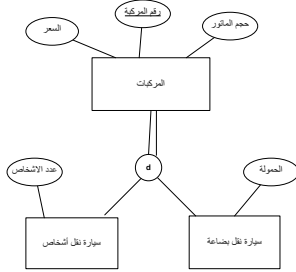 رقم المركبة
حجم الماتور
السعر
المركبات
d
عدد الاشخاص
الحمولة
سيارة نقل أشخاص
سيارة نقل بضاعة